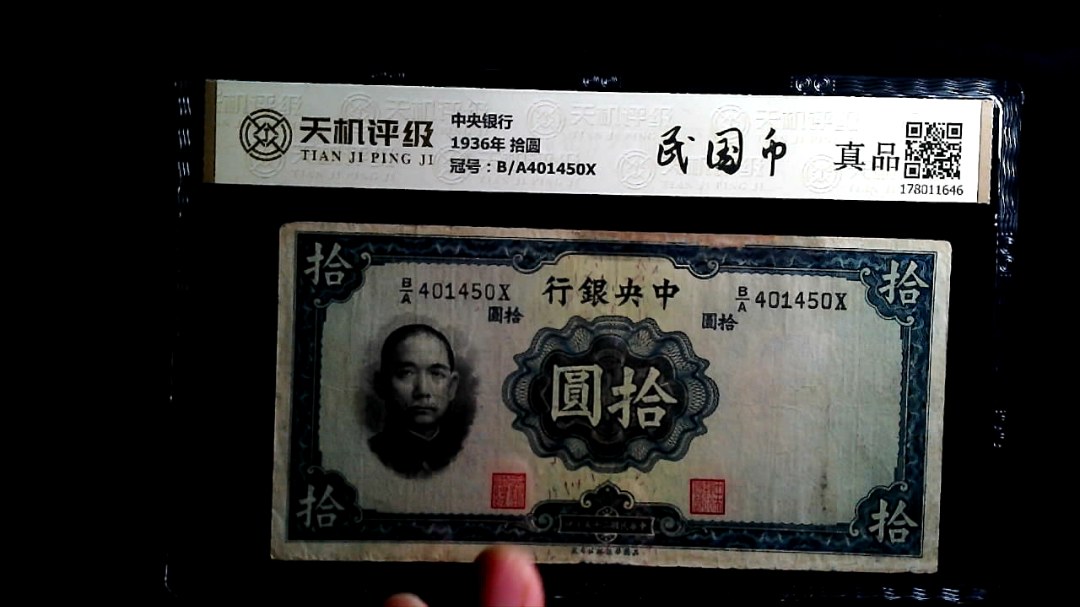 天机评级
TIAN JI PING JI
中央银行
1936年 拾圆
冠号：B/A401450X
民国币
真品
178011646
拾
拾
B/A 401450X
行銀央中
B/A 401450X
圓拾
圓拾
圓拾
拾
拾